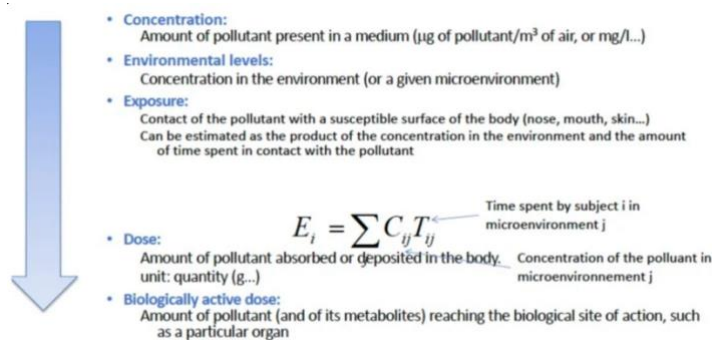 • Concentration:
Amount of pollutant present in a medium (µg of pollutant/m³ of air, or mg/l...)
• Environmental levels:
Concentration in the environment (or a given microenvironment)
• Exposure:
Contact of the pollutant with a susceptible surface of the body (nose, mouth, skin...)
Can be estimated as the product of the concentration in the environment and the amount
of time spent in contact with the pollutant
Time spent by subject i in
microenvironment j
E_i = ∑ C_ij T_ij
• Dose:
Amount of pollutant absorbed or deposited in the body.
unit: quantity (g...)
Concentration of the polluant in
microenvironnement j
• Biologically active dose:
Amount of pollutant (and of its metabolites) reaching the biological site of action, such
as a particular organ